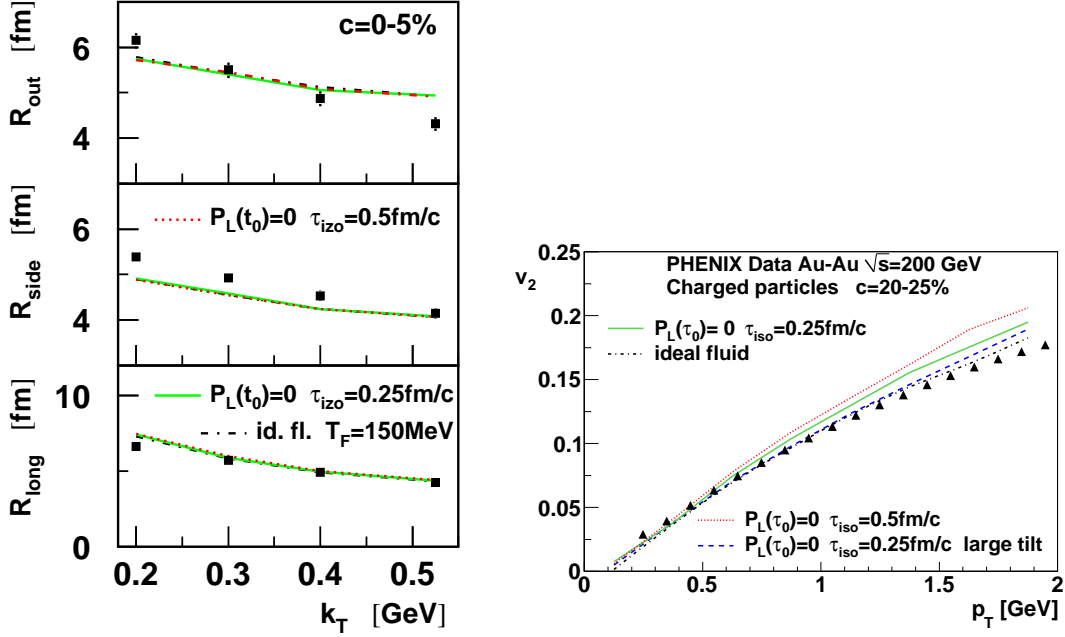 R_out [fm]
c=0-5%
6
4
R_side [fm]
P_L(t_0)=0 τ_izo=0.5fm/c
6
4
R_long [fm]
10
0
P_L(t_0)=0 τ_izo=0.25fm/c
id. fl. T_F=150MeV
0.2 0.3 0.4 0.5
k_T [GeV]
v_2
0.25
0.2
0.15
0.1
0.05
0
PHENIX Data Au-Au √s=200 GeV
Charged particles c=20-25%
P_L(τ_0)= 0 τ_iso=0.25fm/c
ideal fluid
P_L(τ_0)=0 τ_iso=0.5fm/c
P_L(τ_0)=0 τ_iso=0.25fm/c large tilt
0 0.5 1 1.5 2
p_T [GeV]